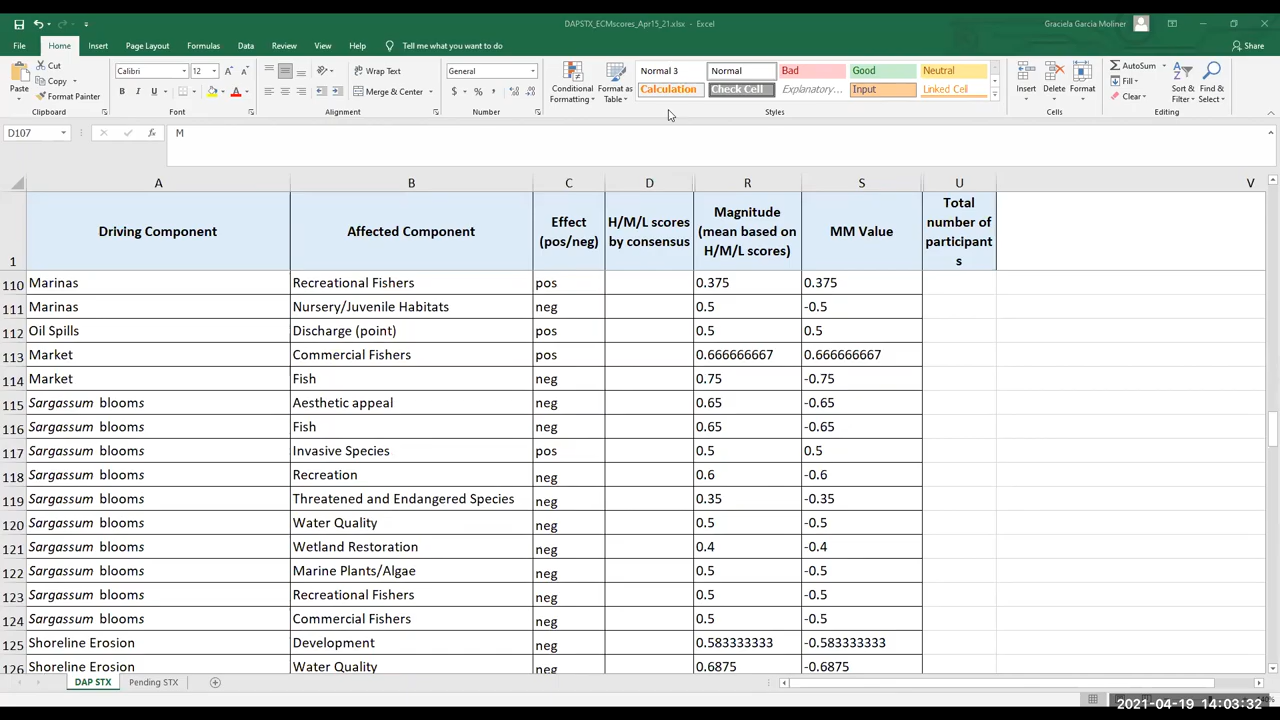 DAPSTX_ECMscores_Apr15_21.xlsx - Excel
Graciela Garcia Moliner
File Home Insert Page Layout Formulas Data Review View Help Tell me what you want to do Share
Paste Cut Copy Format Painter Clipboard
Calibri 12 B I U Font
Wrap Text Merge & Center Alignment
General $ % , Number
Conditional Formatting Format as Table
Normal 3 Normal Bad Good Neutral
Calculation Check Cell Explanatory... Input Linked Cell
Styles
Insert Delete Format Cells
AutoSum Fill Clear Sort & Filter Find & Select Editing
D107 fx M
A B C D R S U V
1 Driving Component Affected Component Effect (pos/neg) H/M/L scores by consensus Magnitude (mean based on H/M/L scores) MM Value Total number of participants
110 Marinas Recreational Fishers pos 0.375 0.375
111 Marinas Nursery/Juvenile Habitats neg 0.5 -0.5
112 Oil Spills Discharge (point) pos 0.5 0.5
113 Market Commercial Fishers pos 0.666666667 0.666666667
114 Market Fish neg 0.75 -0.75
115 Sargassum blooms Aesthetic appeal neg 0.65 -0.65
116 Sargassum blooms Fish neg 0.65 -0.65
117 Sargassum blooms Invasive Species pos 0.5 0.5
118 Sargassum blooms Recreation neg 0.6 -0.6
119 Sargassum blooms Threatened and Endangered Species neg 0.35 -0.35
120 Sargassum blooms Water Quality neg 0.5 -0.5
121 Sargassum blooms Wetland Restoration neg 0.4 -0.4
122 Sargassum blooms Marine Plants/Algae neg 0.5 -0.5
123 Sargassum blooms Recreational Fishers neg 0.5 -0.5
124 Sargassum blooms Commercial Fishers neg 0.5 -0.5
125 Shoreline Erosion Development neg 0.583333333 -0.583333333
126 Shoreline Erosion Water Quality neg 0.6875 -0.6875
DAP STX Pending STX
2021-04-19 14:03:32